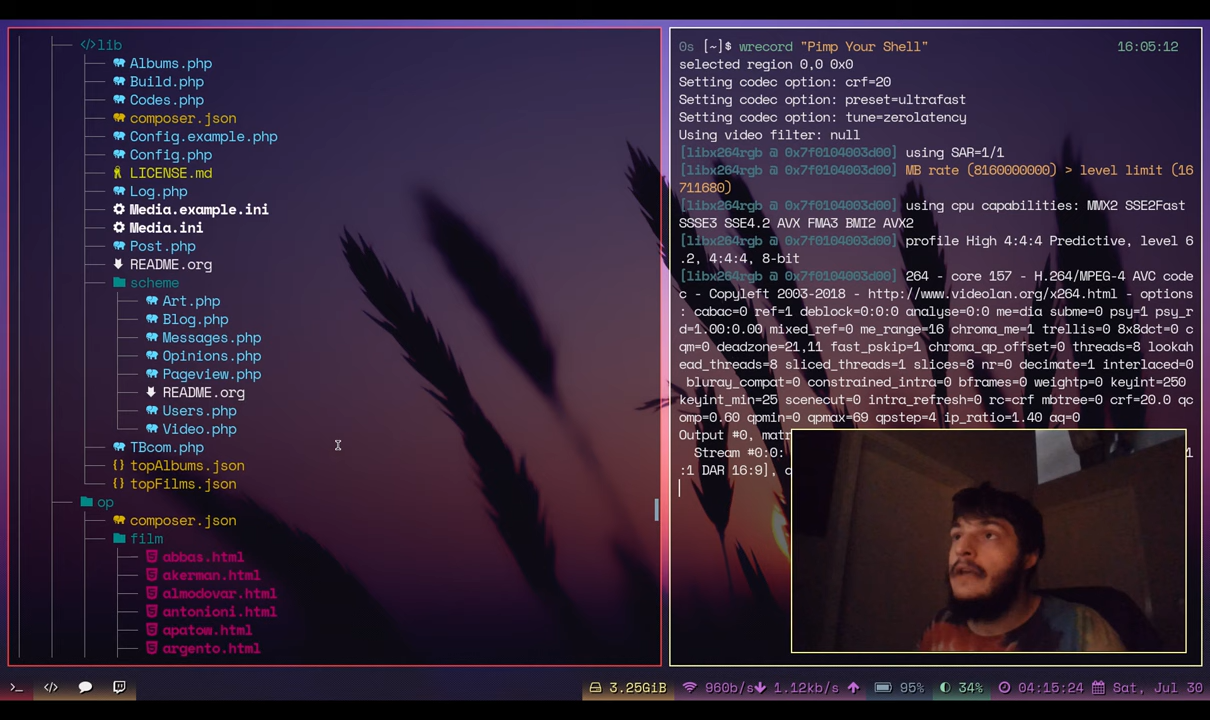 lib
Albums.php
Build.php
Codes.php
composer.json
Config.example.php
Config.php
LICENSE.md
Log.php
Media.example.ini
Media.ini
Post.php
README.org
scheme
Art.php
Blog.php
Messages.php
Opinions.php
Pageview.php
README.org
Users.php
Video.php
TBcom.php
topAlbums.json
topFilms.json
op
composer.json
film
abbas.html
akerman.html
almodovar.html
antonioni.html
apatow.html
argento.html
0s [~]$ wrecord "Pimp Your Shell" 16:05:12
selected region 0,0 0x0
Setting codec option: crf=20
Setting codec option: preset=ultrafast
Setting codec option: tune=zerolatency
Using video filter: null
[libx264rgb @ 0x7f0104003d00] using SAR=1/1
[libx264rgb @ 0x7f0104003d00] MB rate (8160000000) > level limit (16
711680)
[libx264rgb @ 0x7f0104003d00] using cpu capabilities: MMX2 SSE2Fast
SSSE3 SSE4.2 AVX FMA3 BMI2 AVX2
[libx264rgb @ 0x7f0104003d00] profile High 4:4:4 Predictive, level 6
.2, 4:4:4, 8-bit
[libx264rgb @ 0x7f0104003d00] 264 - core 157 - H.264/MPEG-4 AVC code
c - Copyleft 2003-2018 - http://www.videolan.org/x264.html - options
: cabac=0 ref=1 deblock=0:0:0 analyse=0:0 me=dia subme=0 psy=1 psy_r
d=1.00:0.00 mixed_ref=0 me_range=16 chroma_me=1 trellis=0 8x8dct=0 c
qm=0 deadzone=21,11 fast_pskip=1 chroma_qp_offset=0 threads=8 lookah
ead_threads=8 sliced_threads=1 slices=8 nr=0 decimate=1 interlaced=0
bluray_compat=0 constrained_intra=0 bframes=0 weightp=0 keyint=250
keyint_min=25 scenecut=0 intra_refresh=0 rc=crf mbtree=0 crf=20.0 qc
omp=0.60 qpmin=0 qpmax=69 qpstep=4 ip_ratio=1.40 aq=0
Output #0, matr
Stream #0:0: 1
:1 DAR 16:9],
3.25GiB 960b/s 1.12kb/s 95% 34% 04:15:24 Sat, Jul 30